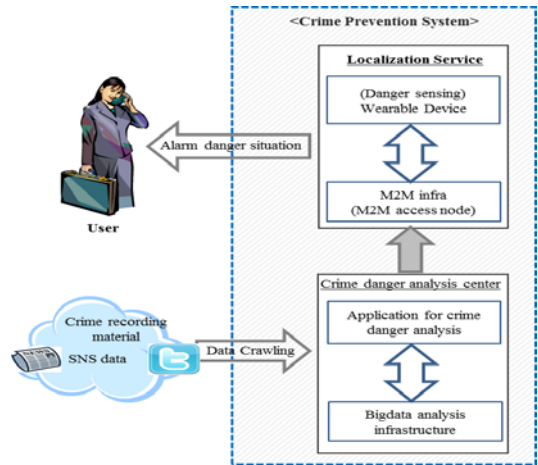 <Crime Prevention System>
Localization Service
(Danger sensing)
Wearable Device
M2M infra
(M2M access node)
Alarm danger situation
User
Crime danger analysis center
Application for crime
danger analysis
Bigdata analysis
infrastructure
Crime recording
material
SNS data
Data Crawling